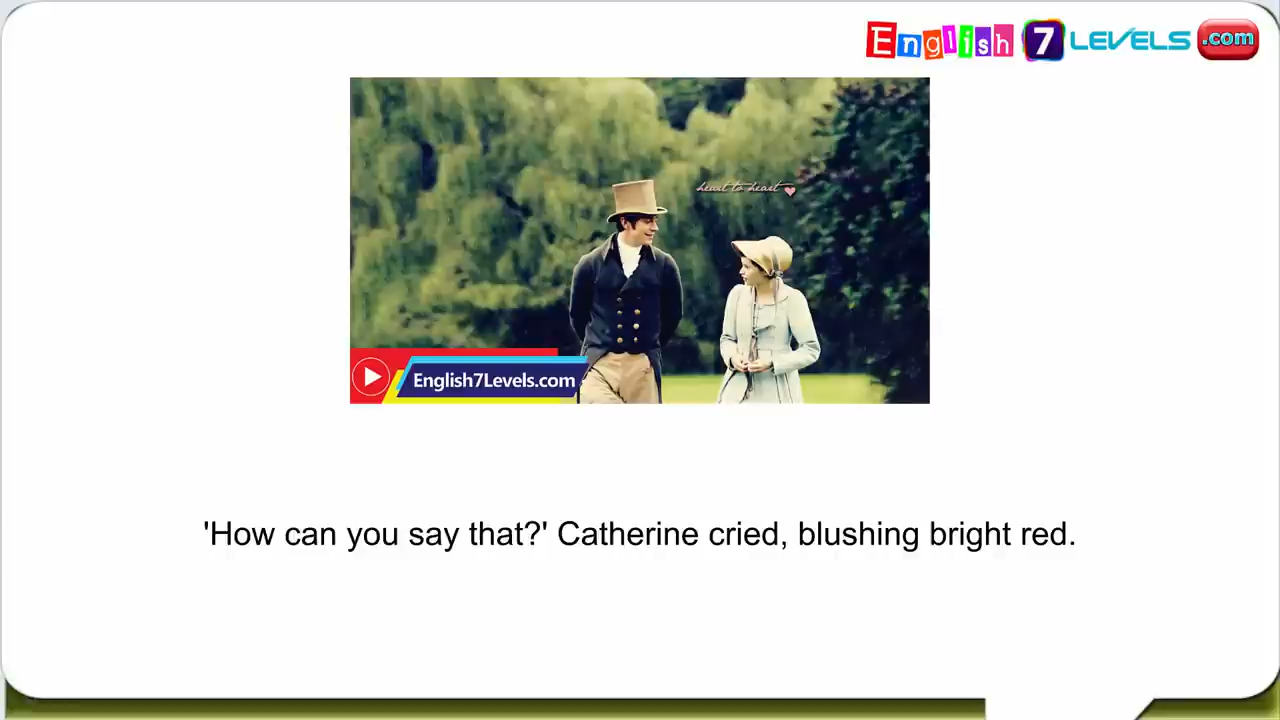 English 7 LEVELS .com
heart to heart
English7Levels.com
'How can you say that?' Catherine cried, blushing bright red.